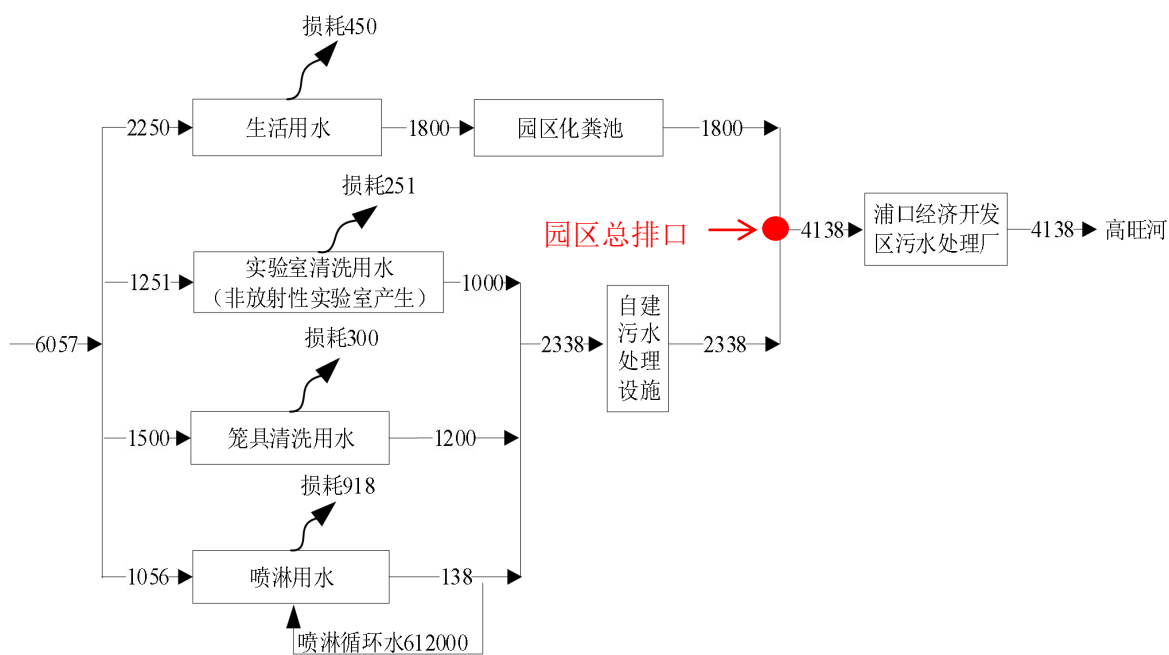 损耗450
2250
生活用水
1800
园区化粪池
1800
损耗251
1251
实验室清洗用水
（非放射性实验室产生）
1000
园区总排口
4138
浦口经济开发
区污水处理厂
4138
高旺河
6057
损耗300
2338
自建
污水
处理
设施
2338
1500
笼具清洗用水
1200
损耗918
1056
喷淋用水
138
喷淋循环水612000